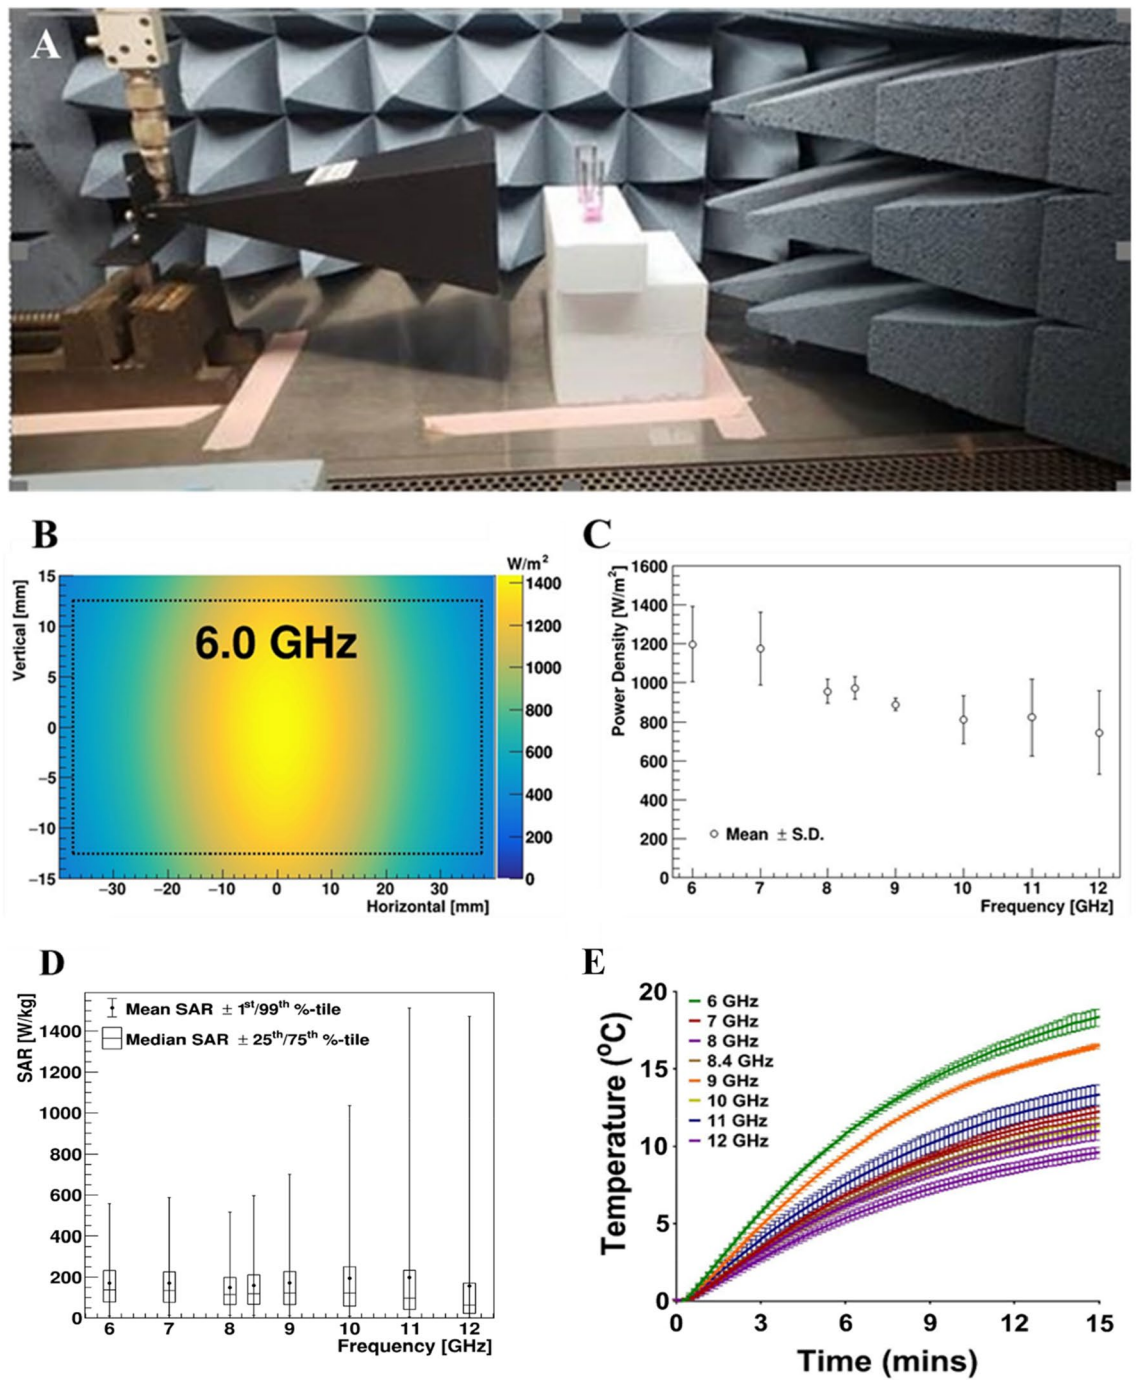 A
B
W/m²
Vertical [mm]
15
10
5
0
−5
−10
−15
6.0 GHz
−30 −20 −10 0 10 20 30
Horizontal [mm]
1400
1200
1000
800
600
400
200
0
C
Power Density [W/m²]
1600
1400
1200
1000
800
600
400
200
0
Mean ± S.D.
6 7 8 9 10 11 12
Frequency [GHz]
D
SAR [W/kg]
Mean SAR ± 1st/99th %-tile
Median SAR ± 25th/75th %-tile
1400
1200
1000
800
600
400
200
0
6 7 8 9 10 11 12
Frequency [GHz]
E
Temperature (⁰C)
20
15
10
5
0
6 GHz
7 GHz
8 GHz
8.4 GHz
9 GHz
10 GHz
11 GHz
12 GHz
0 3 6 9 12 15
Time (mins)